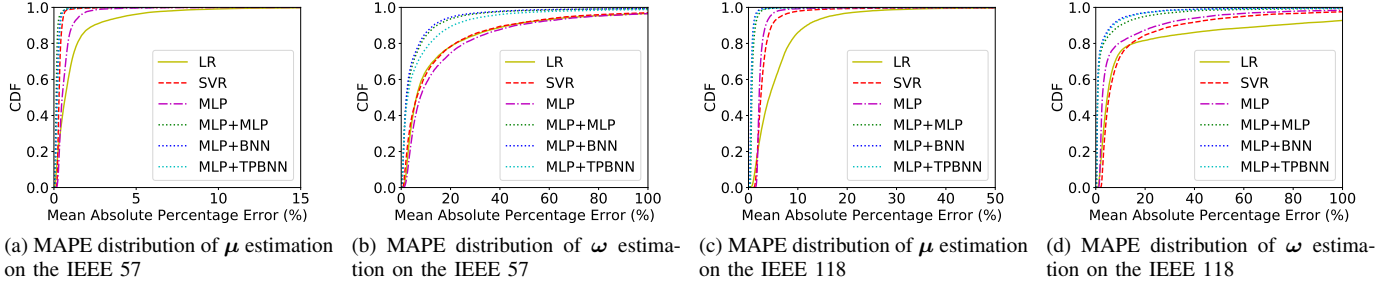 1.0
0.8
0.6
0.4
0.2
0.0
CDF
0
5
10
15
Mean Absolute Percentage Error (%)
LR
SVR
MLP
MLP+MLP
MLP+BNN
MLP+TPBNN
(a) MAPE distribution of μ estimation
on the IEEE 57
1.0
0.8
0.6
0.4
0.2
0.0
CDF
0
20
40
60
80
100
Mean Absolute Percentage Error (%)
LR
SVR
MLP
MLP+MLP
MLP+BNN
MLP+TPBNN
(b) MAPE distribution of ω estima-
tion on the IEEE 57
1.0
0.8
0.6
0.4
0.2
0.0
CDF
0
10
20
30
40
50
Mean Absolute Percentage Error (%)
LR
SVR
MLP
MLP+MLP
MLP+BNN
MLP+TPBNN
(c) MAPE distribution of μ estimation
on the IEEE 118
1.0
0.8
0.6
0.4
0.2
0.0
CDF
0
20
40
60
80
100
Mean Absolute Percentage Error (%)
LR
SVR
MLP
MLP+MLP
MLP+BNN
MLP+TPBNN
(d) MAPE distribution of ω estima-
tion on the IEEE 118